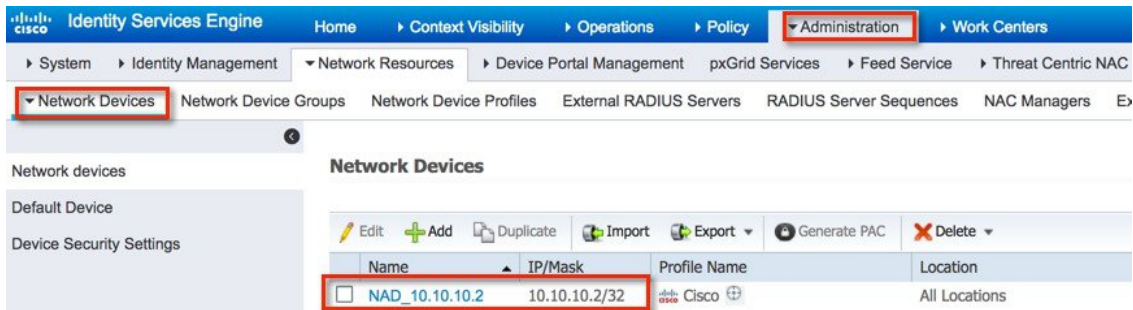 cisco Identity Services Engine Home Context Visibility Operations Policy Administration Work Centers
System Identity Management Network Resources Device Portal Management pxGrid Services Feed Service Threat Centric NAC
Network Devices Network Device Groups Network Device Profiles External RADIUS Servers RADIUS Server Sequences NAC Managers Ex
Network devices
Default Device
Device Security Settings
Network Devices
Edit Add Duplicate Import Export Generate PAC Delete
Name IP/Mask Profile Name Location
NAD_10.10.10.2 10.10.10.2/32 cisco Cisco All Locations